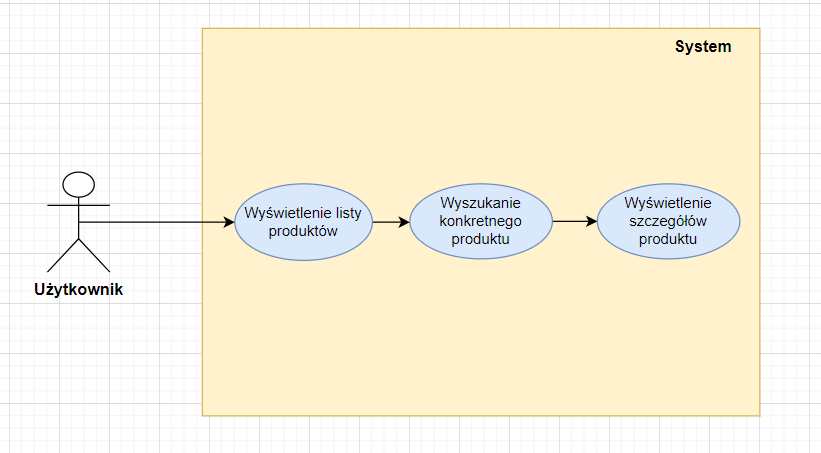 System
Wyświetlenie listy
produktów
Wyszukanie
konkretnego
produktu
Wyświetlenie
szczegółów
produktu
Użytkownik